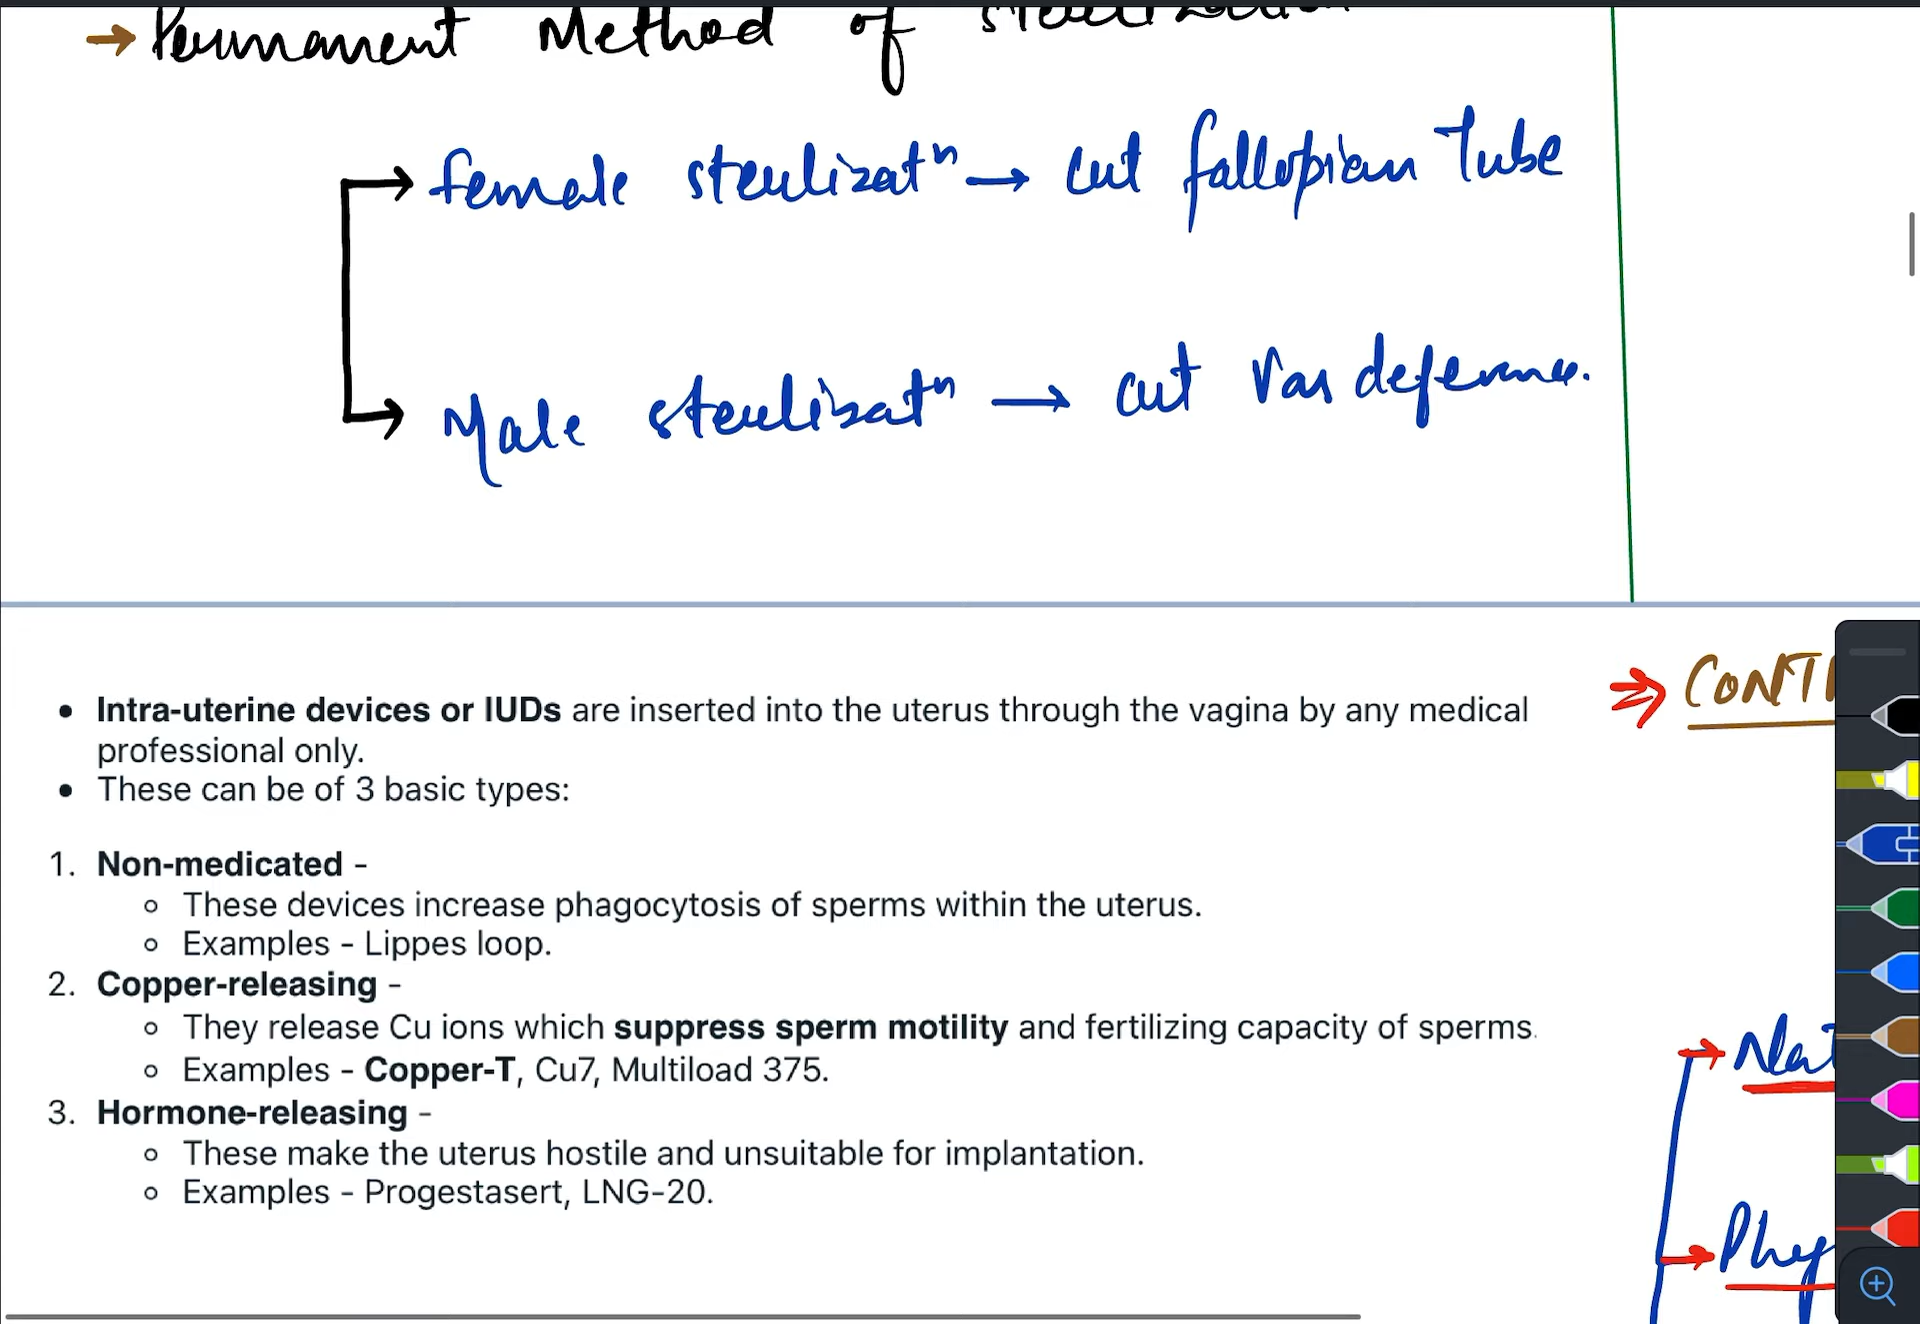 → Permanent Method of sterilization
→ female sterilizatⁿ → cut fallopian Tube
→ Male sterilizatⁿ → cut Vas deferens.
• Intra-uterine devices or IUDs are inserted into the uterus through the vagina by any medical
professional only.
• These can be of 3 basic types:
1. Non-medicated -
○ These devices increase phagocytosis of sperms within the uterus.
○ Examples - Lippes loop.
2. Copper-releasing -
○ They release Cu ions which suppress sperm motility and fertilizing capacity of sperms.
○ Examples - Copper-T, Cu7, Multiload 375.
3. Hormone-releasing -
○ These make the uterus hostile and unsuitable for implantation.
○ Examples - Progestasert, LNG-20.
⇒ CONT
→ Nat
→ Phy